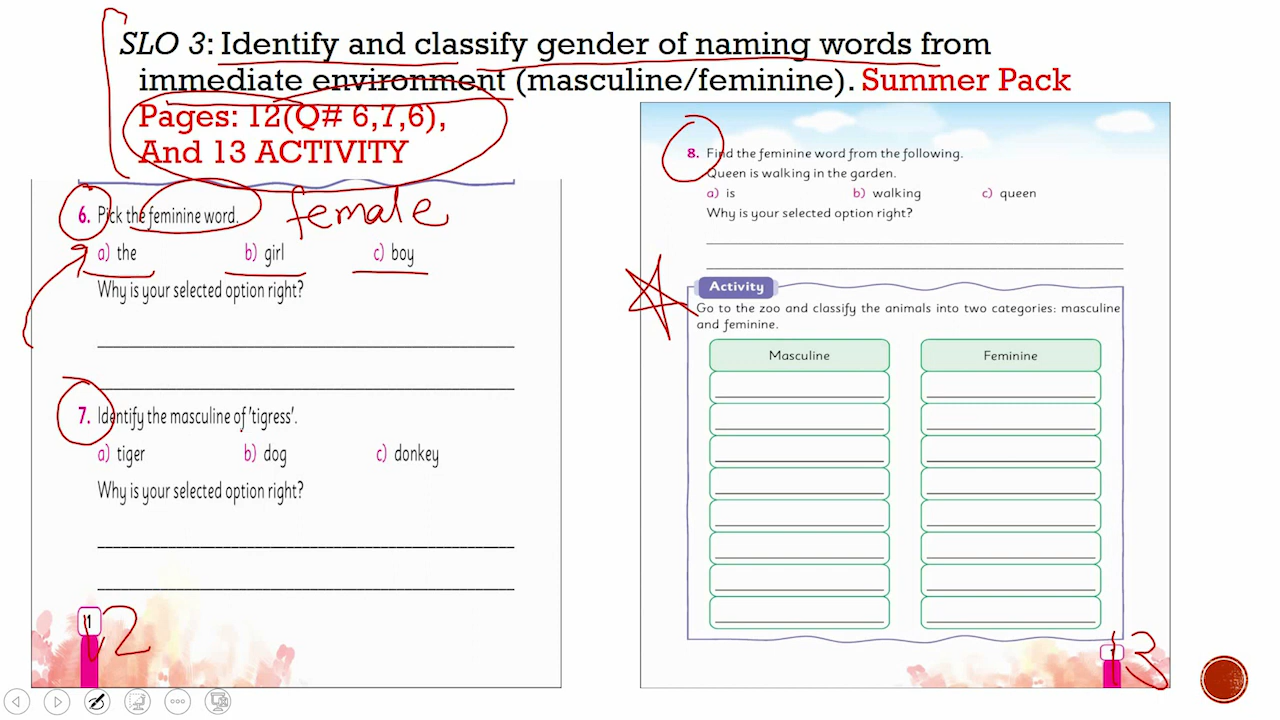 SLO 3: Identify and classify gender of naming words from
immediate environment (masculine/feminine). Summer Pack
Pages: 12(Q# 6,7,6),
And 13 ACTIVITY
6. Pick the feminine word. female
a) the b) girl c) boy
Why is your selected option right?
7. Identify the masculine of 'tigress'.
a) tiger b) dog c) donkey
Why is your selected option right?
12
8. Find the feminine word from the following.
Queen is walking in the garden.
a) is b) walking c) queen
Why is your selected option right?
Activity
Go to the zoo and classify the animals into two categories: masculine
and feminine.
Masculine Feminine
13